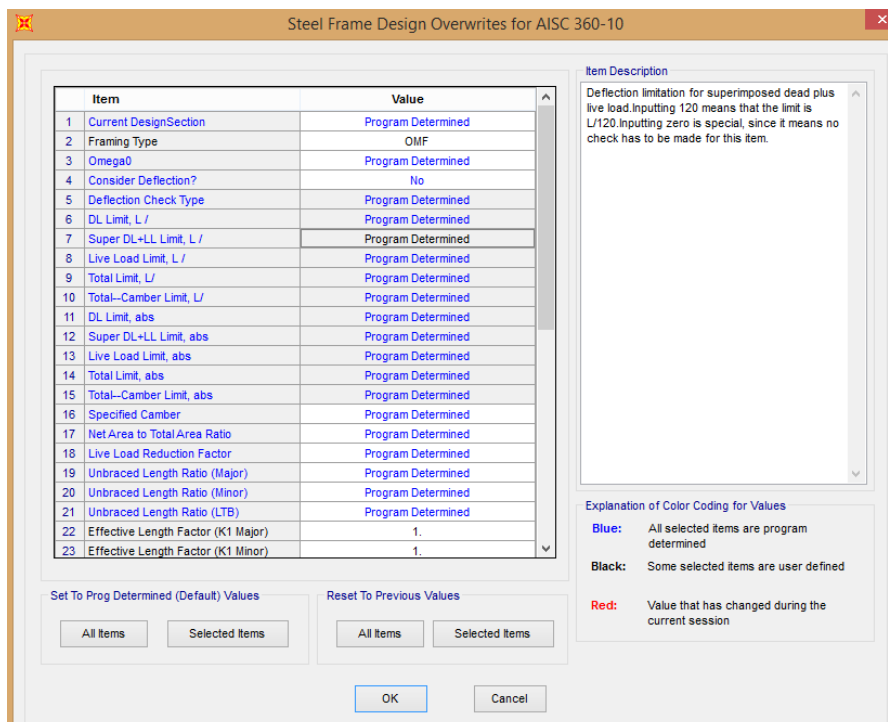 Steel Frame Design Overwrites for AISC 360-10
Item Value
1 Current DesignSection Program Determined
2 Framing Type OMF
3 Omega0 Program Determined
4 Consider Deflection? No
5 Deflection Check Type Program Determined
6 DL Limit, L / Program Determined
7 Super DL+LL Limit, L / Program Determined
8 Live Load Limit, L / Program Determined
9 Total Limit, L/ Program Determined
10 Total--Camber Limit, L/ Program Determined
11 DL Limit, abs Program Determined
12 Super DL+LL Limit, abs Program Determined
13 Live Load Limit, abs Program Determined
14 Total Limit, abs Program Determined
15 Total--Camber Limit, abs Program Determined
16 Specified Camber Program Determined
17 Net Area to Total Area Ratio Program Determined
18 Live Load Reduction Factor Program Determined
19 Unbraced Length Ratio (Major) Program Determined
20 Unbraced Length Ratio (Minor) Program Determined
21 Unbraced Length Ratio (LTB) Program Determined
22 Effective Length Factor (K1 Major) 1.
23 Effective Length Factor (K1 Minor) 1.
Set To Prog Determined (Default) Values
All Items Selected Items
Reset To Previous Values
All Items Selected Items
Item Description
Deflection limitation for superimposed dead plus
live load.Inputting 120 means that the limit is
L/120.Inputting zero is special, since it means no
check has to be made for this item.
Explanation of Color Coding for Values
Blue: All selected items are program
determined
Black: Some selected items are user defined
Red: Value that has changed during the
current session
OK Cancel